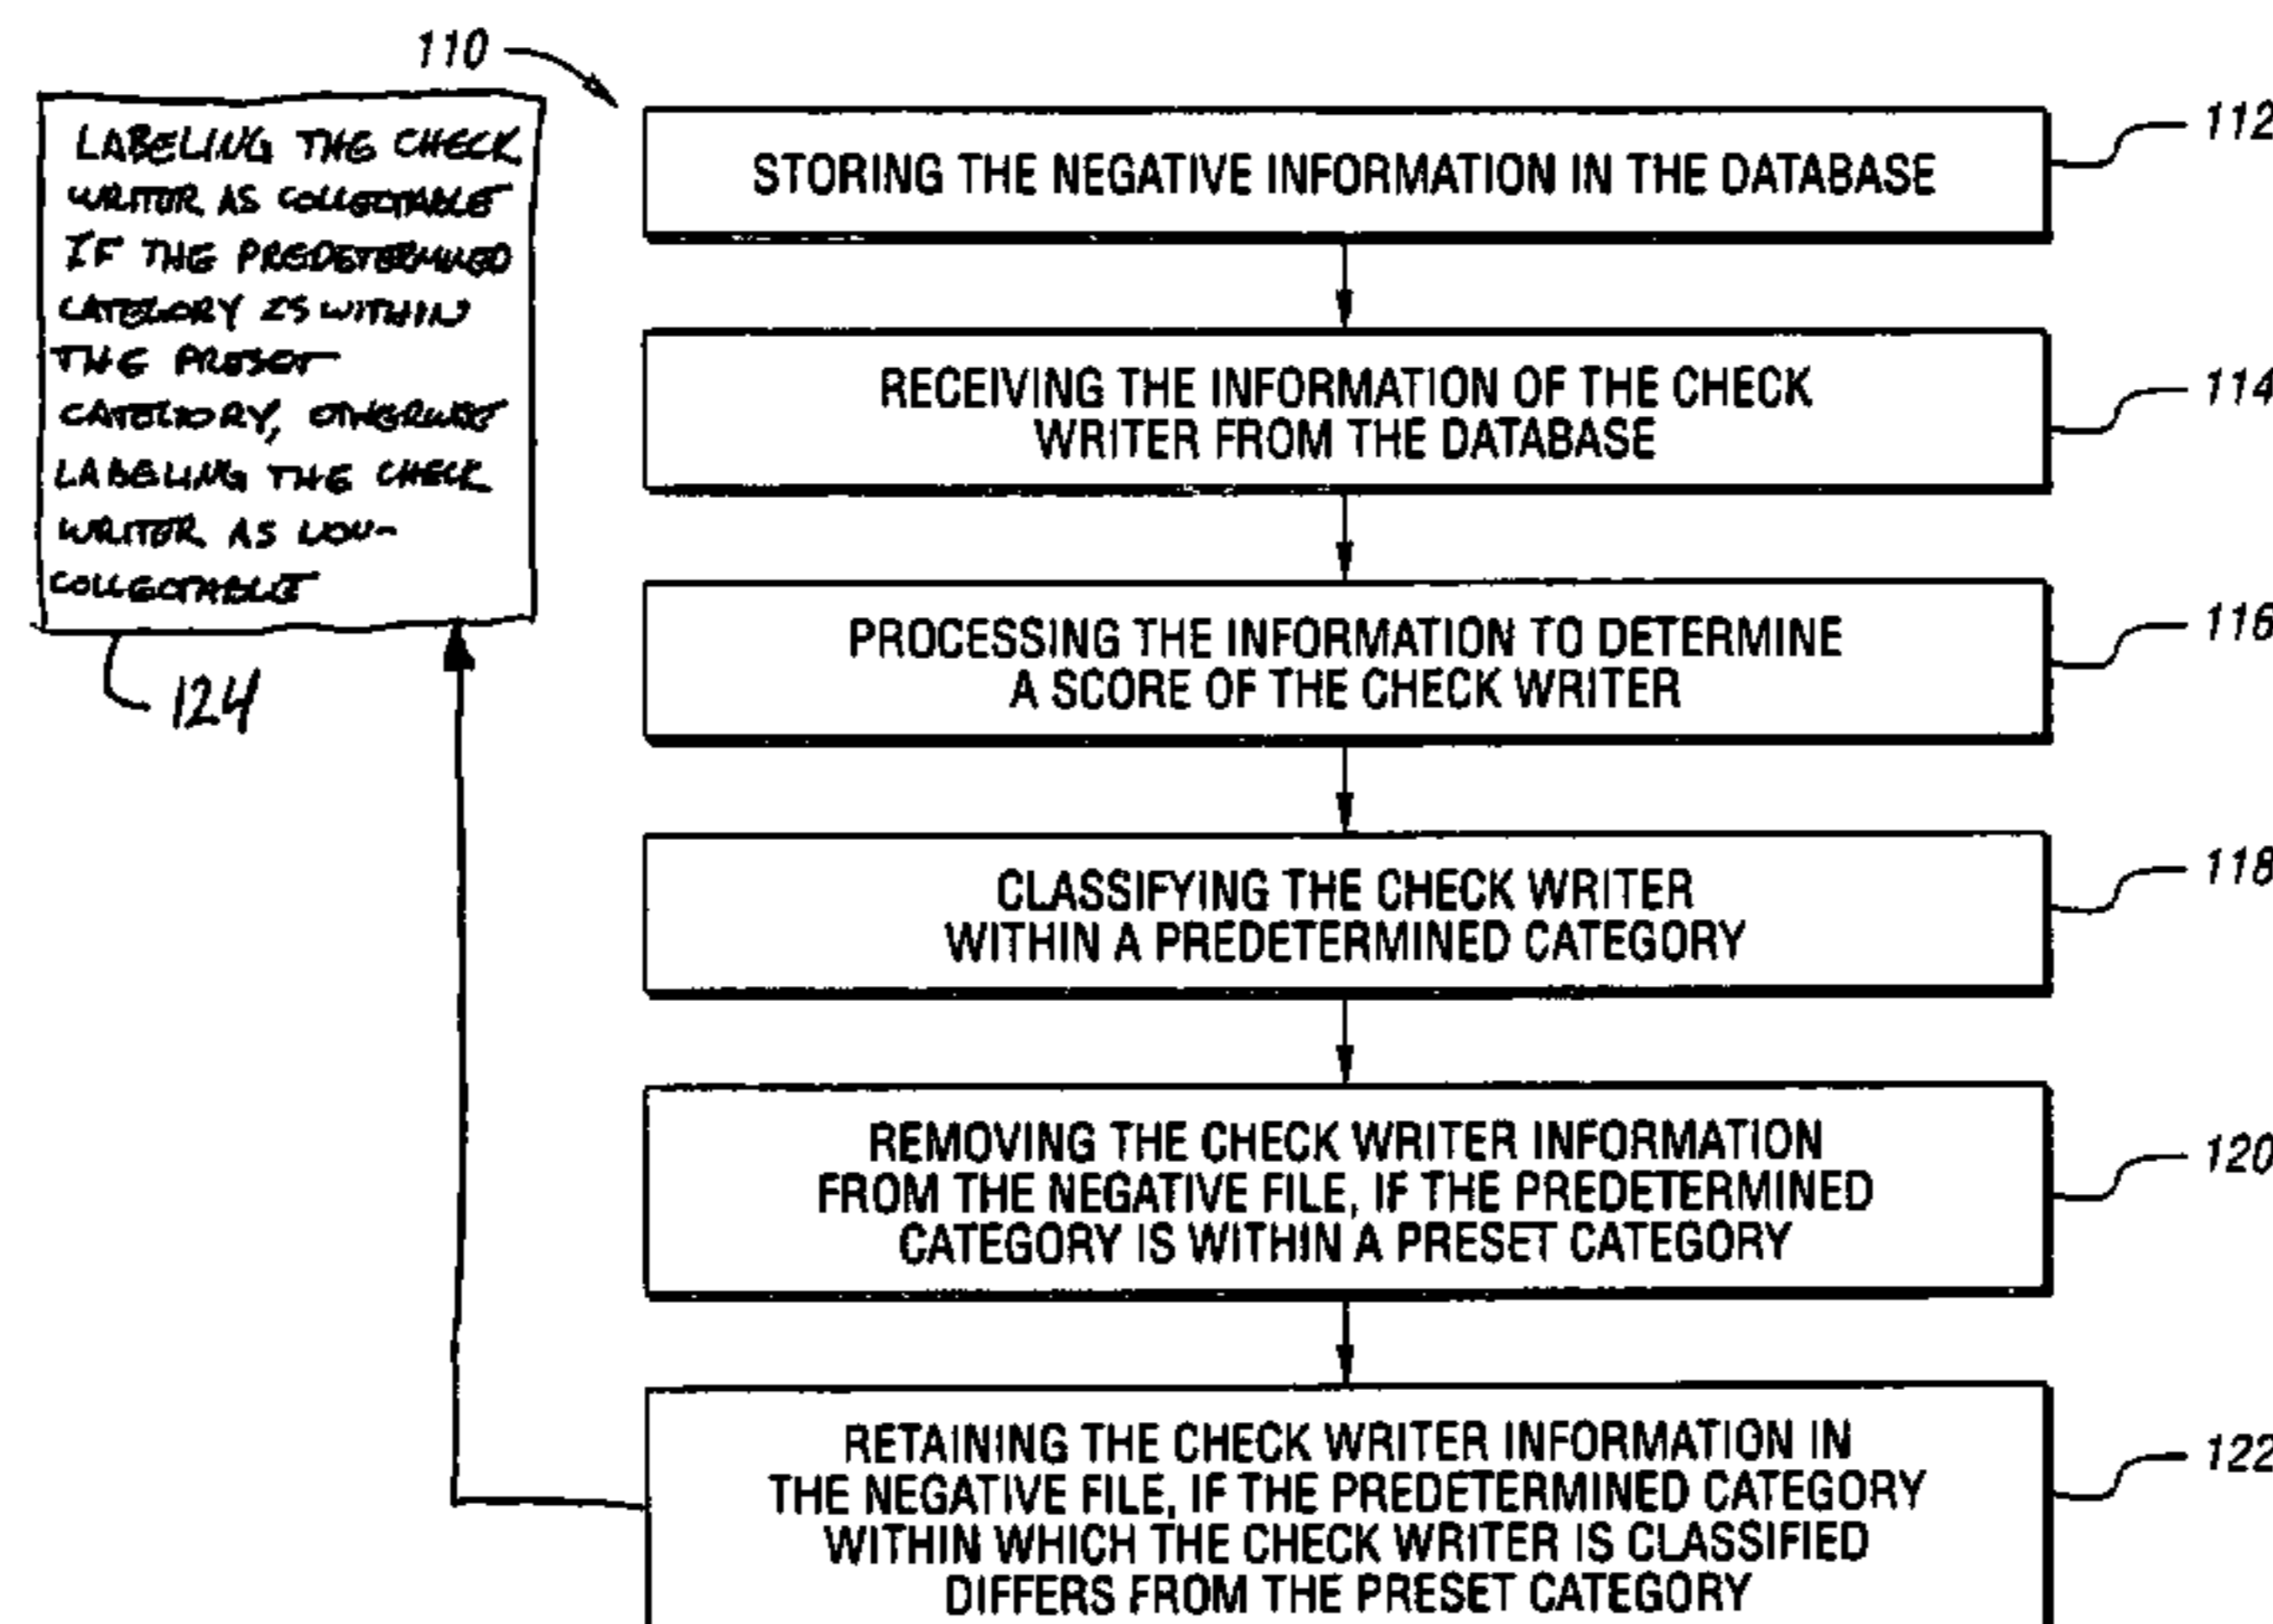 110
LABELING THE CHECK
WRITER AS COLLECTABLE
IF THE PREDETERMINED
CATEGORY IS WITHIN
THE PRESET
CATEGORY, OTHERWISE
LABELING THE CHECK
WRITER AS NON-
COLLECTABLE
124
STORING THE NEGATIVE INFORMATION IN THE DATABASE
112
RECEIVING THE INFORMATION OF THE CHECK
WRITER FROM THE DATABASE
114
PROCESSING THE INFORMATION TO DETERMINE
A SCORE OF THE CHECK WRITER
116
CLASSIFYING THE CHECK WRITER
WITHIN A PREDETERMINED CATEGORY
118
REMOVING THE CHECK WRITER INFORMATION
FROM THE NEGATIVE FILE, IF THE PREDETERMINED
CATEGORY IS WITHIN A PRESET CATEGORY
120
RETAINING THE CHECK WRITER INFORMATION IN
THE NEGATIVE FILE, IF THE PREDETERMINED CATEGORY
WITHIN WHICH THE CHECK WRITER IS CLASSIFIED
DIFFERS FROM THE PRESET CATEGORY
122